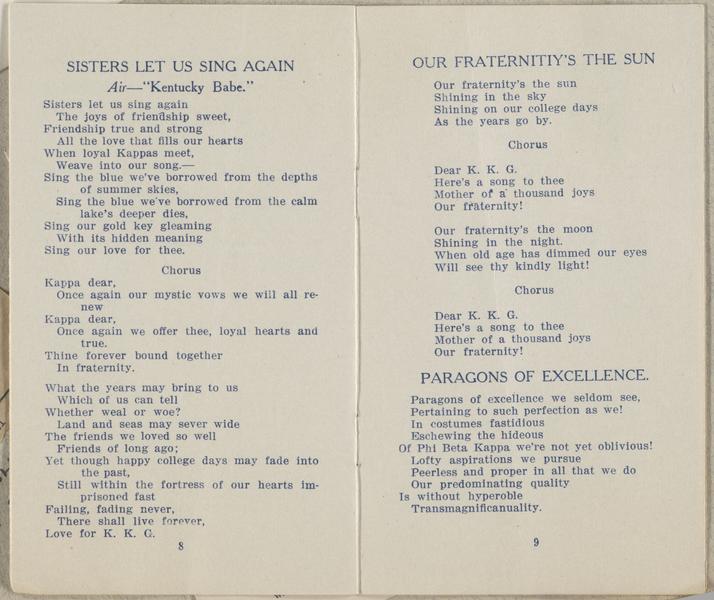 SISTERS LET US SING AGAIN
Air—"Kentucky Babe."
Sisters let us sing again
The joys of friendship sweet,
Friendship true and strong
All the love that fills our hearts
When loyal Kappas meet,
Weave into our song.—
Sing the blue we've borrowed from the depths
of summer skies,
Sing the blue we've borrowed from the calm
lake's deeper dies,
Sing our gold key gleaming
With its hidden meaning
Sing our love for thee.
Chorus
Kappa dear,
Once again our mystic vows we will all re-
new
Kappa dear,
Once again we offer thee, loyal hearts and
true.
Thine forever bound together
In fraternity.
What the years may bring to us
Which of us can tell
Whether weal or woe?
Land and seas may sever wide
The friends we loved so well
Friends of long ago;
Yet though happy college days may fade into
the past,
Still within the fortress of our hearts im-
prisoned fast
Failing, fading never,
There shall live forever,
Love for K. K. G.
8
OUR FRATERNITIY'S THE SUN
Our fraternity's the sun
Shining in the sky
Shining on our college days
As the years go by.
Chorus
Dear K. K. G.
Here's a song to thee
Mother of a thousand joys
Our fraternity!
Our fraternity's the moon
Shining in the night.
When old age has dimmed our eyes
Will see thy kindly light!
Chorus
Dear K. K. G.
Here's a song to thee
Mother of a thousand joys
Our fraternity!
PARAGONS OF EXCELLENCE.
Paragons of excellence we seldom see,
Pertaining to such perfection as we!
In costumes fastidious
Eschewing the hideous
Of Phi Beta Kappa we're not yet oblivious!
Lofty aspirations we pursue
Peerless and proper in all that we do
Our predominating quality
Is without hyperoble
Transmagnificanuality.
9